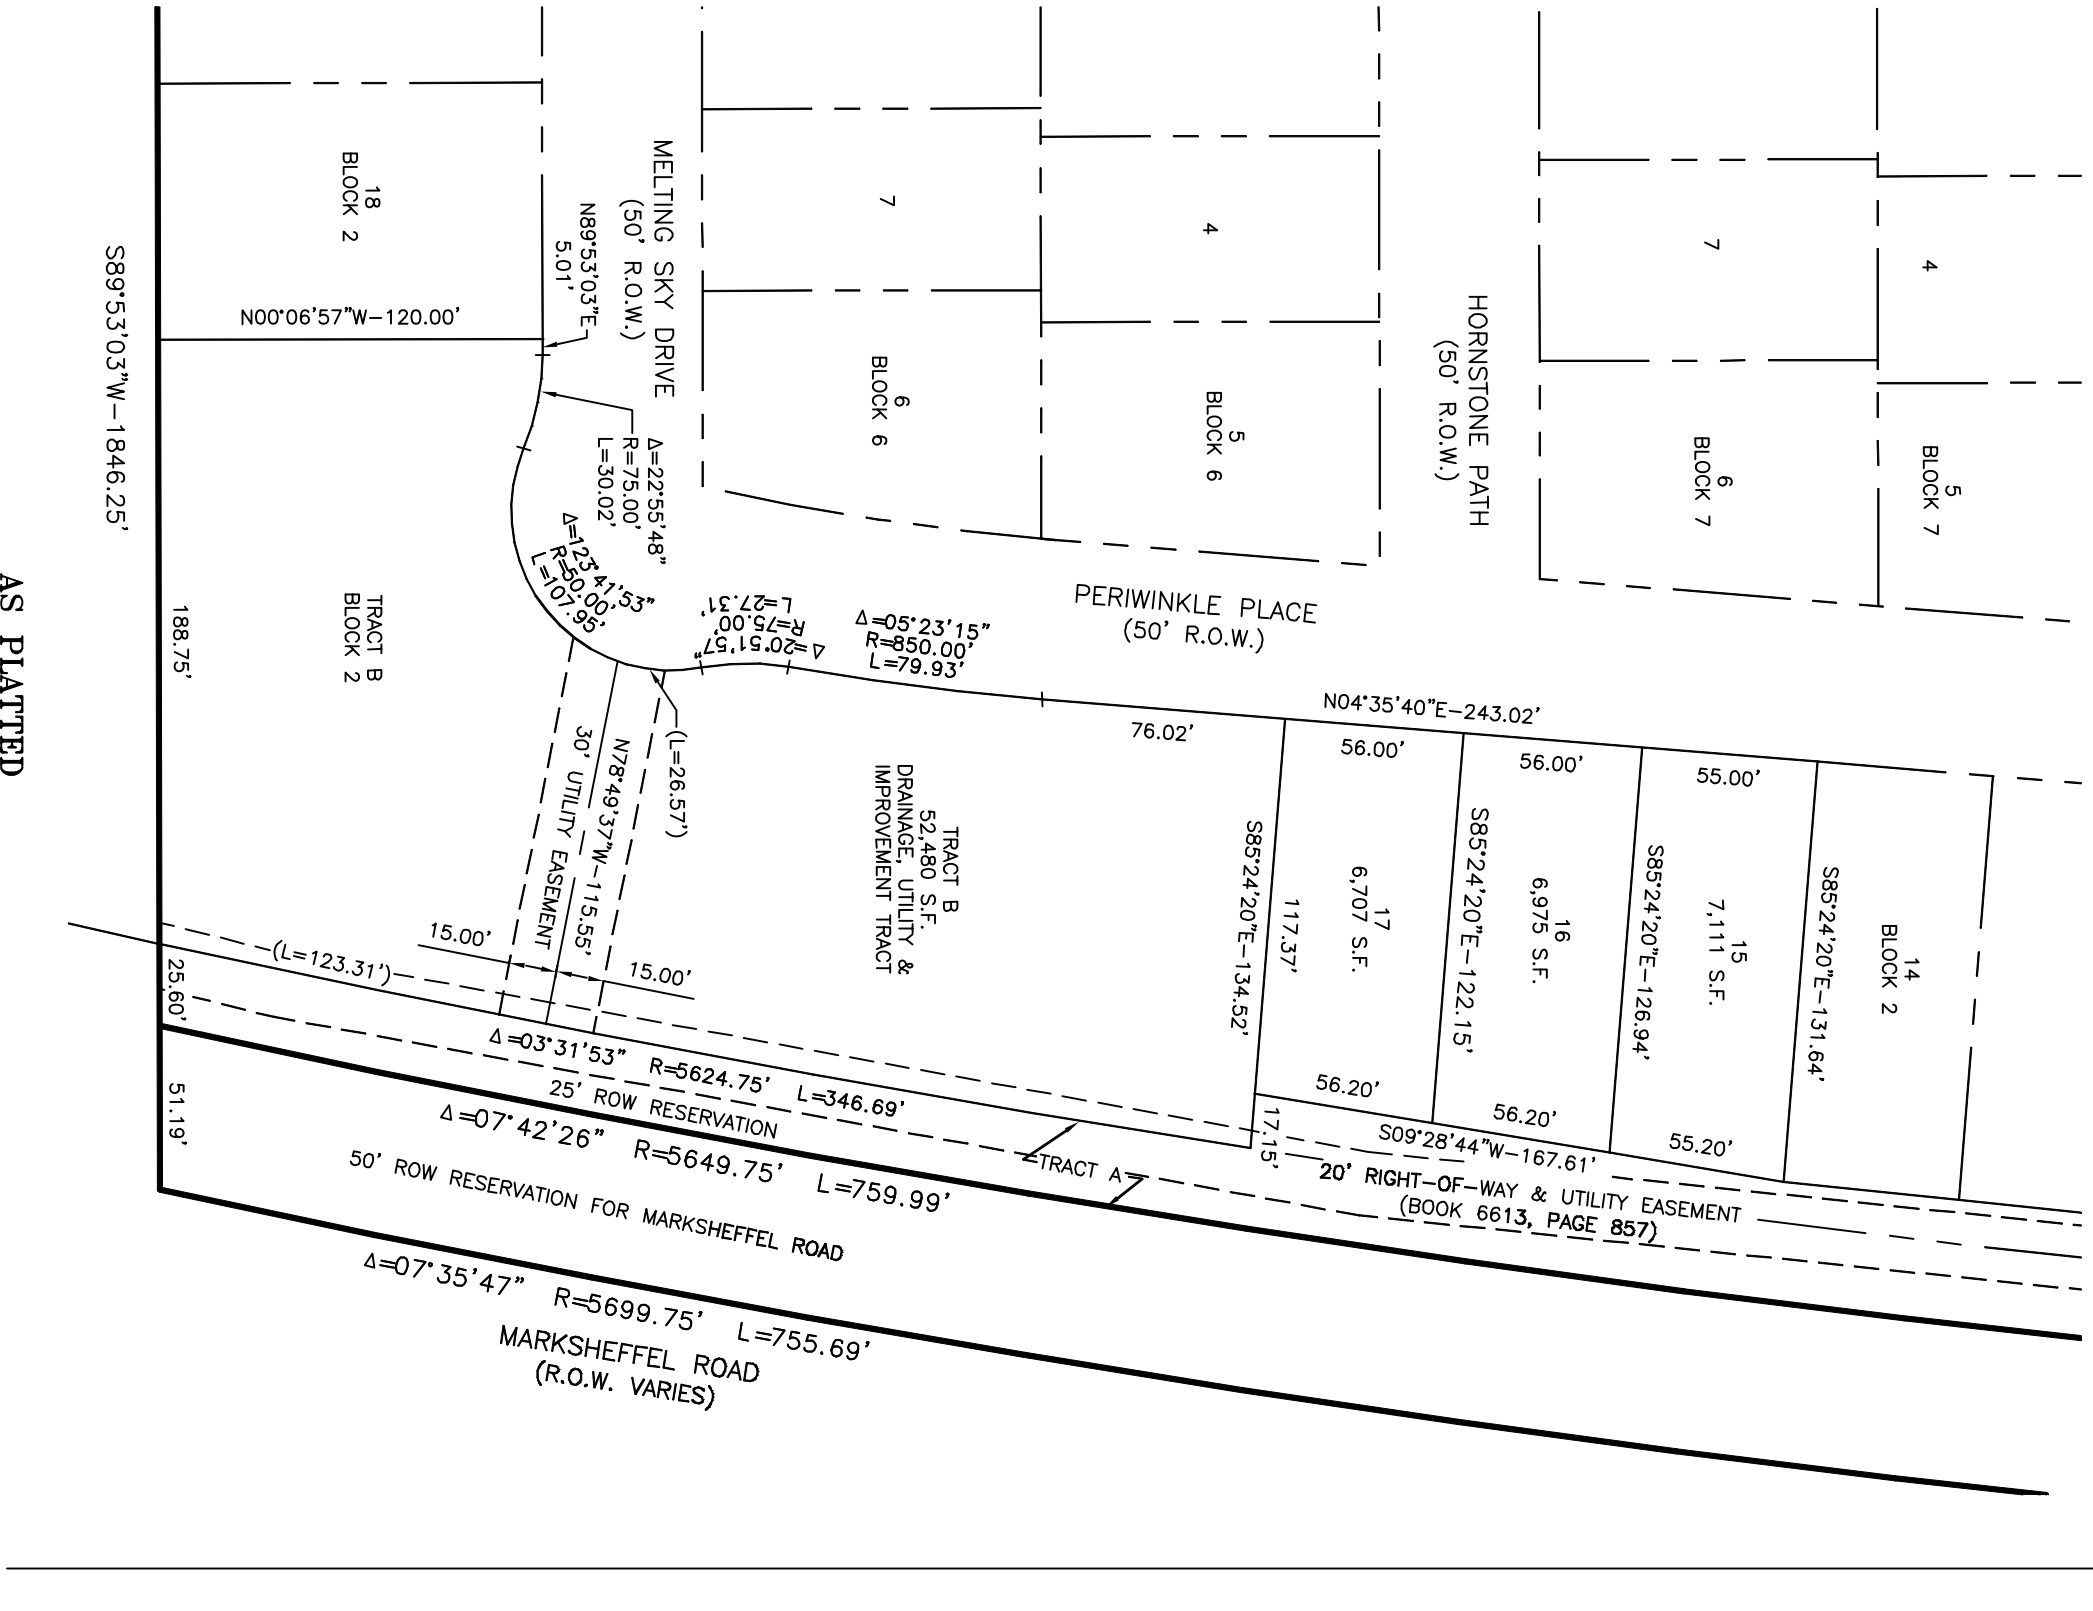 AS PLATTED
S89°53'03"W-1846.25'
18
BLOCK 2
N00°06'57"W-120.00'
N89°53'03"E
5.01'
MELTING SKY DRIVE
(50' R.O.W.)
7
6
BLOCK 6
4
5
BLOCK 6
HORNSTONE PATH
(50' R.O.W.)
7
6
BLOCK 7
4
5
BLOCK 7
Δ=22°55'48"
R=75.00'
L=30.02'
Δ=123°41'53"
R=50.00'
L=107.95'
Δ=20°51'57"
R=75.00'
L=27.31'
Δ=05°23'15"
R=850.00'
L=79.93'
PERIWINKLE PLACE
(50' R.O.W.)
N04°35'40"E-243.02'
76.02'
56.00'
56.00'
55.00'
188.75'
TRACT B
BLOCK 2
30' UTILITY EASEMENT
N78°49'37"W-115.55'
(L=26.57')
TRACT B
52,480 S.F.
DRAINAGE, UTILITY &
IMPROVEMENT TRACT
S85°24'20"E-134.52'
117.37'
17
6,707 S.F.
S85°24'20"E-122.15'
16
6,975 S.F.
S85°24'20"E-126.94'
15
7,111 S.F.
S85°24'20"E-131.64'
14
BLOCK 2
15.00'
15.00'
(L=123.31')
25.60'
51.19'
Δ=03°31'53" R=5624.75' L=346.69'
25' ROW RESERVATION
Δ=07°42'26" R=5649.75' L=759.99'
50' ROW RESERVATION FOR MARKSHEFFEL ROAD
Δ=07°35'47" R=5699.75' L=755.69'
MARKSHEFFEL ROAD
(R.O.W. VARIES)
TRACT A
17.15'
56.20'
56.20'
55.20'
S09°28'44"W-167.61'
20' RIGHT-OF-WAY & UTILITY EASEMENT
(BOOK 6613, PAGE 857)